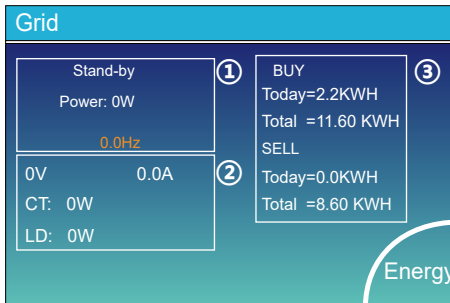 Grid
Stand-by
Power: 0W
0.0Hz
①
0V 0.0A
CT: 0W
LD: 0W
②
BUY
Today=2.2KWH
Total =11.60 KWH
SELL
Today=0.0KWH
Total =8.60 KWH
③
Energy